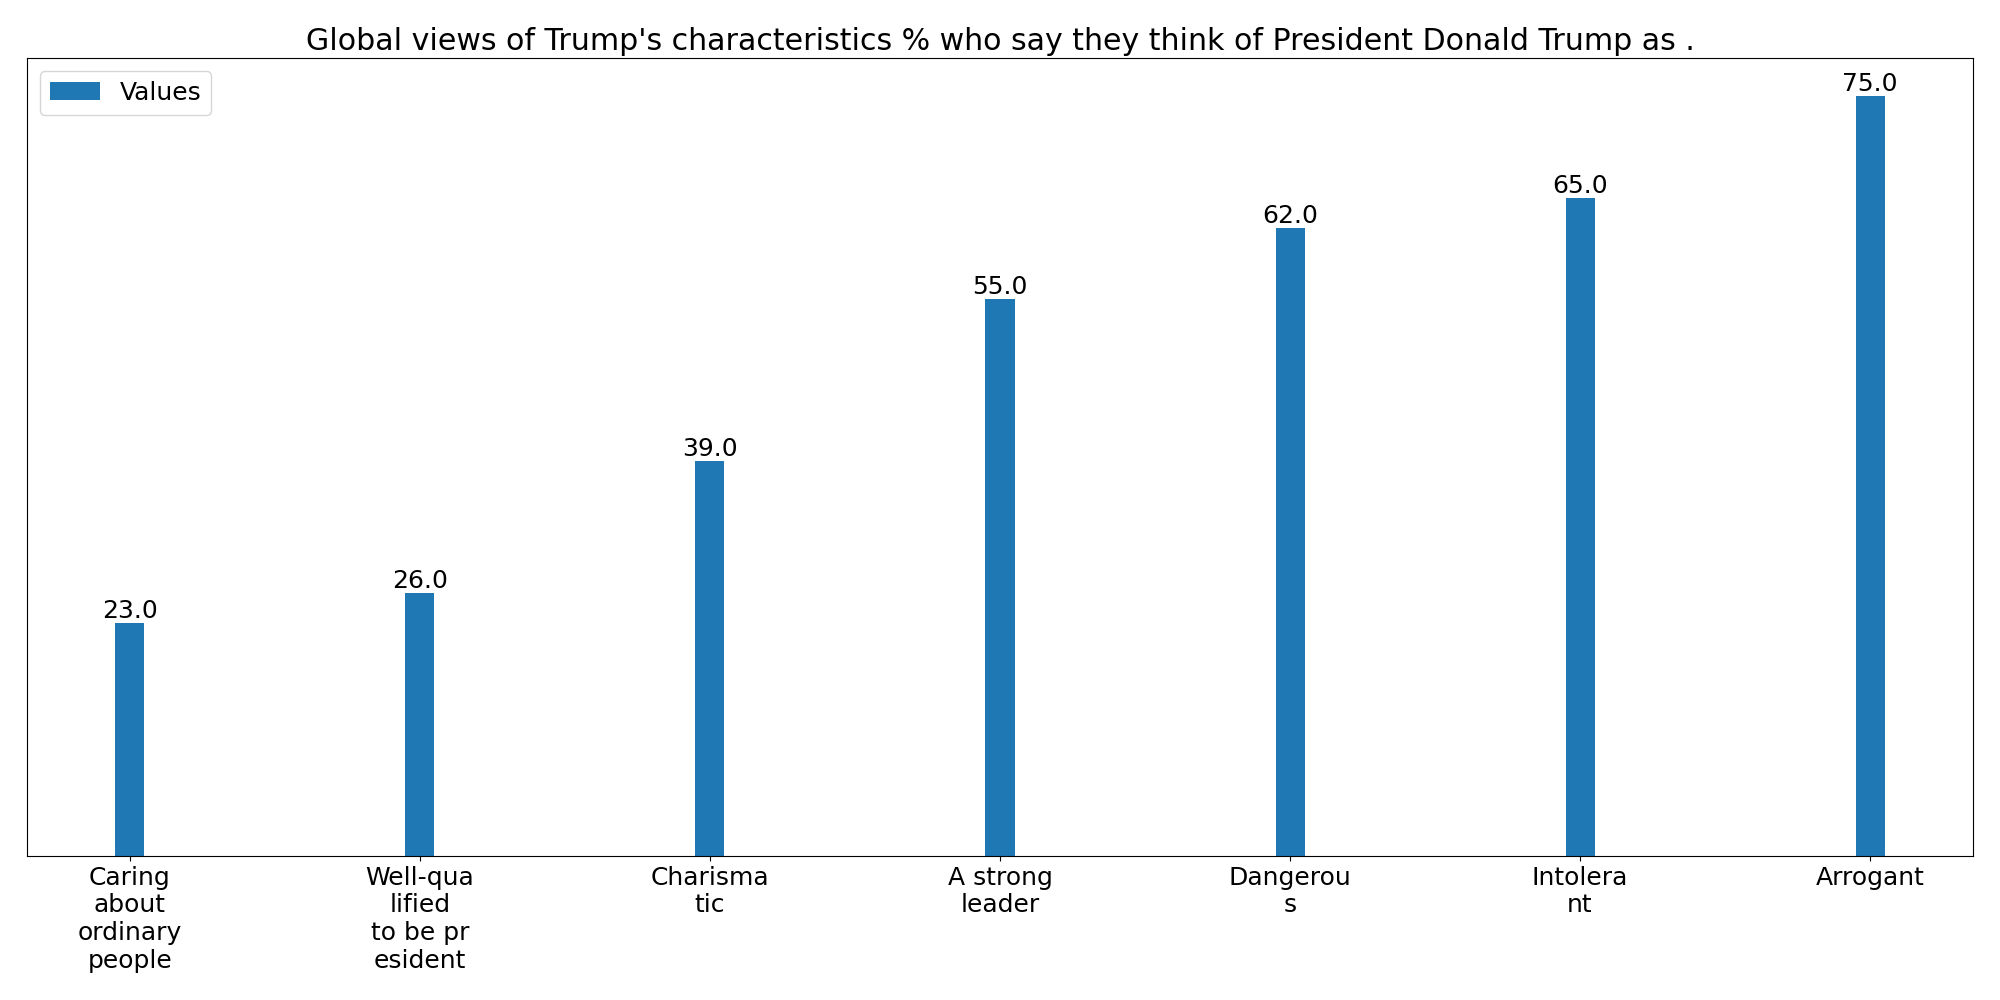 Global views of Trump's characteristics % who say they think of President Donald Trump as .
Values
23.0
26.0
39.0
55.0
62.0
65.0
75.0
Caring
about
ordinary
people
Well-qua
lified
to be pr
esident
Charisma
tic
A strong
leader
Dangerou
s
Intolera
nt
Arrogant